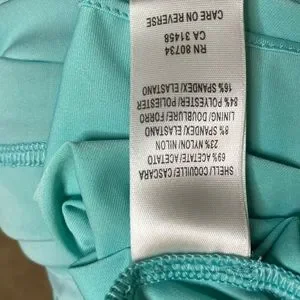 SHELL/COQUILLE/CASCARA
69% ACETATE/ACETATO
23% NYLON/NILON
8% SPANDEX/ELASTANO
LINING/DOUBLURE/FORRO
84% POLYESTER/POLIESTER
16% SPANDEX/ELASTANO
RN 80734
CA 31458
CARE ON REVERSE